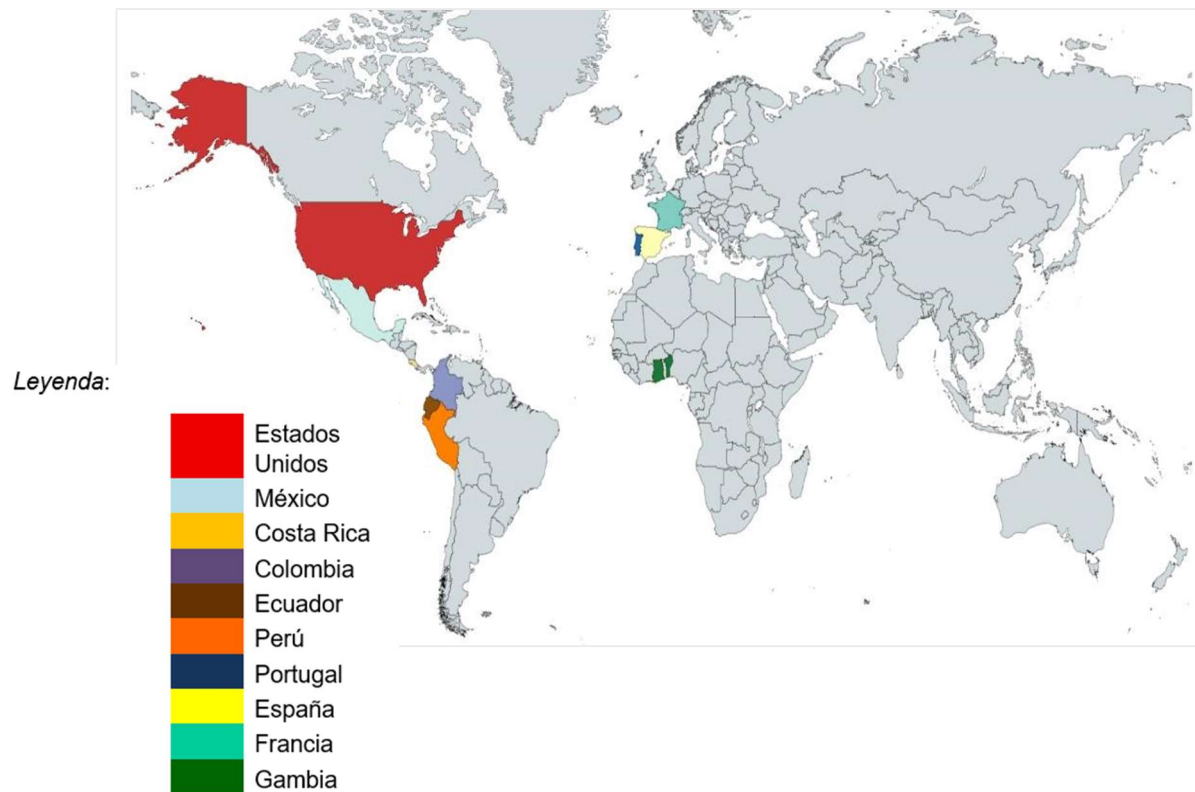 Leyenda:
Estados
Unidos
México
Costa Rica
Colombia
Ecuador
Perú
Portugal
España
Francia
Gambia